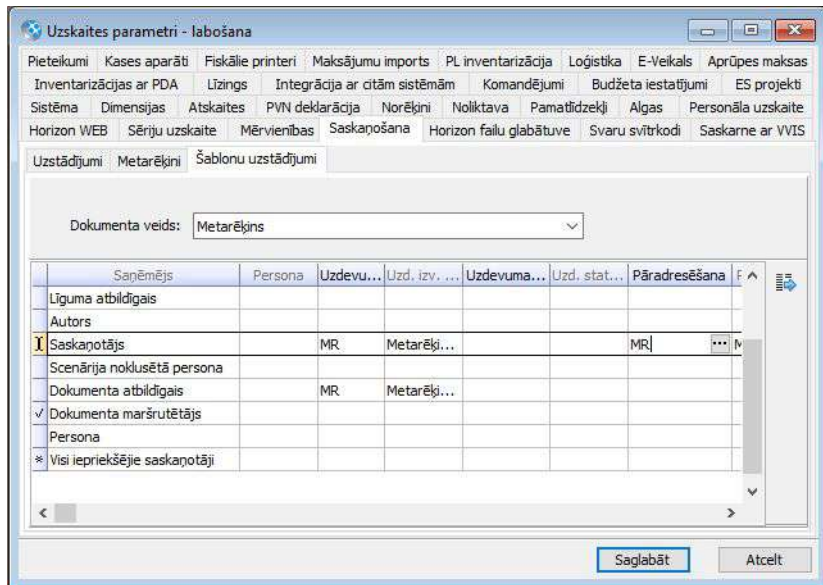 Uzskaites parametri - labošana
Pieteikumi Kases aparāti Fiskālie printeri Maksājumu imports PL inventarizācija Loģistika E-Veikals Aprūpes maksas
Inventarizācijas ar PDA Līzings Integrācija ar citām sistēmām Komandējumi Budžeta iestatījumi ES projekti
Sistēma Dimensijas Atskaites PVN deklarācija Norēķini Noliktava Pamatlīdzekļi Algas Personāla uzskaite
Horizon WEB Sēriju uzskaite Mērvienības Saskaņošana Horizon failu glabātuve Svaru svītrkodi Saskarne ar VVIS
Uzstādījumi Metarēķini Šablonu uzstādījumi
Dokumenta veids: Metarēķins
Saņēmējs Persona Uzdevu... Uzd. izv. ... Uzdevuma... Uzd. stat... Pāradresēšana
Līguma atbildīgais
Autors
Saskaņotājs MR Metarēķi... MR ... M
Scenārija noklusētā persona
Dokumenta atbildīgais MR Metarēķi...
Dokumenta maršrutētājs
Persona
Visi iepriekšējie saskaņotāji
Saglabāt Atcelt